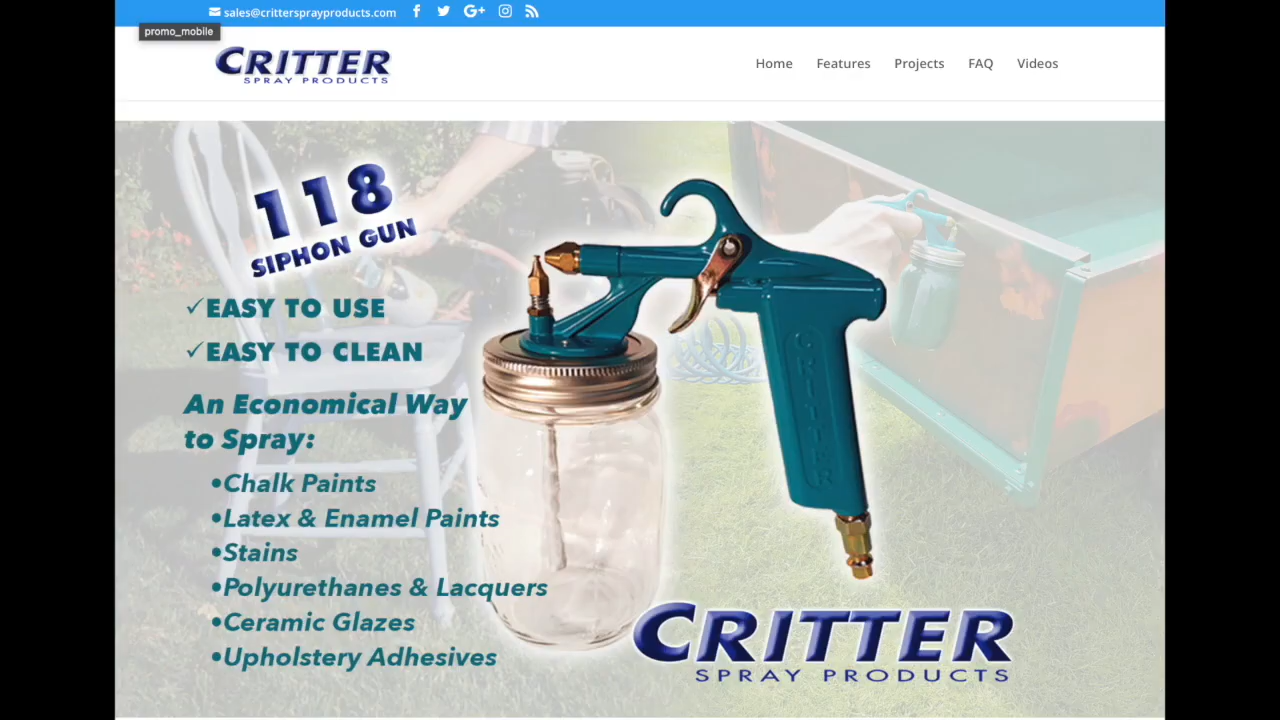 sales@critterspayproducts.com
promo_mobile
CRITTER
SPRAY PRODUCTS
Home Features Projects FAQ Videos
118
SIPHON GUN
✓EASY TO USE
✓EASY TO CLEAN
An Economical Way
to Spray:
•Chalk Paints
•Latex & Enamel Paints
•Stains
•Polyurethanes & Lacquers
•Ceramic Glazes
•Upholstery Adhesives
CRITTER
CRITTER
SPRAY PRODUCTS